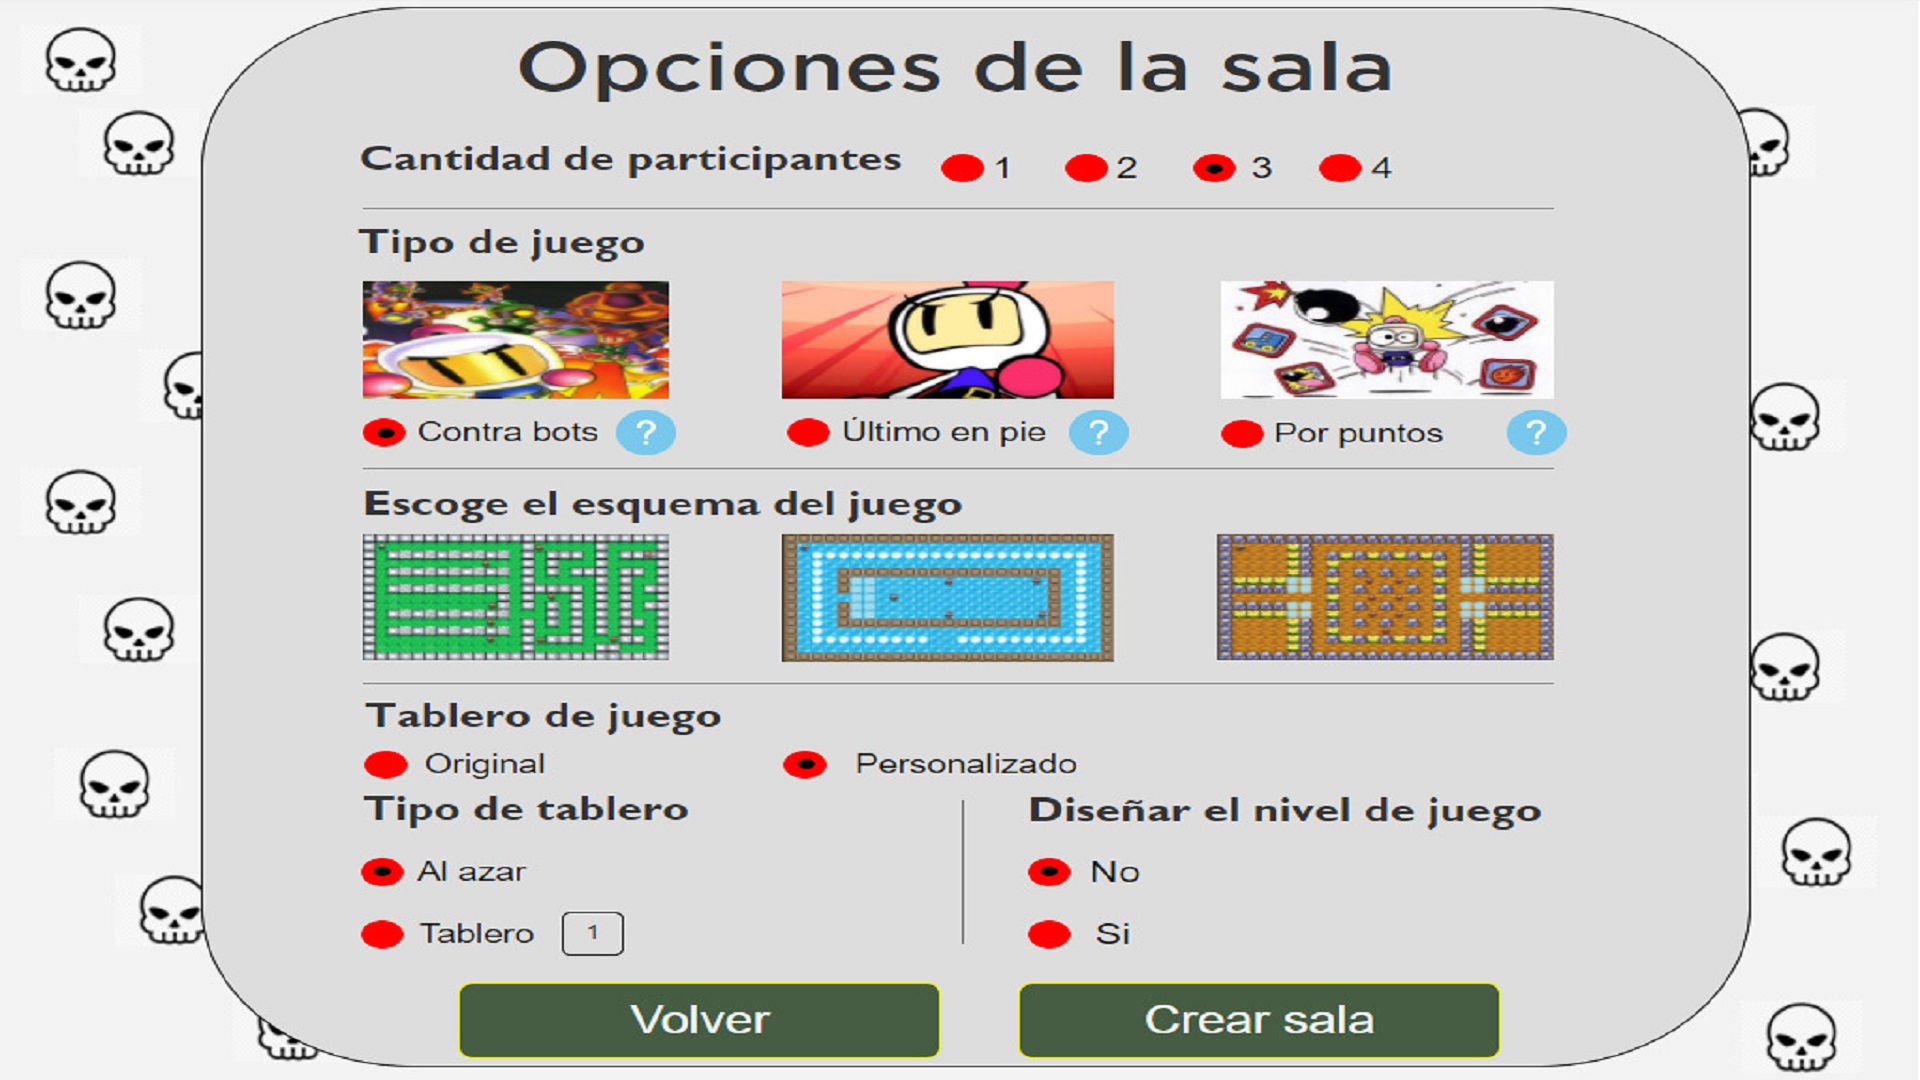 Opciones de la sala
Cantidad de participantes 1 2 3 4
Tipo de juego
Contra bots ? Último en pie ? Por puntos ?
Escoge el esquema del juego
Tablero de juego
Original Personalizado
Tipo de tablero
Diseñar el nivel de juego
Al azar
No
Tablero 1
Si
Volver Crear sala